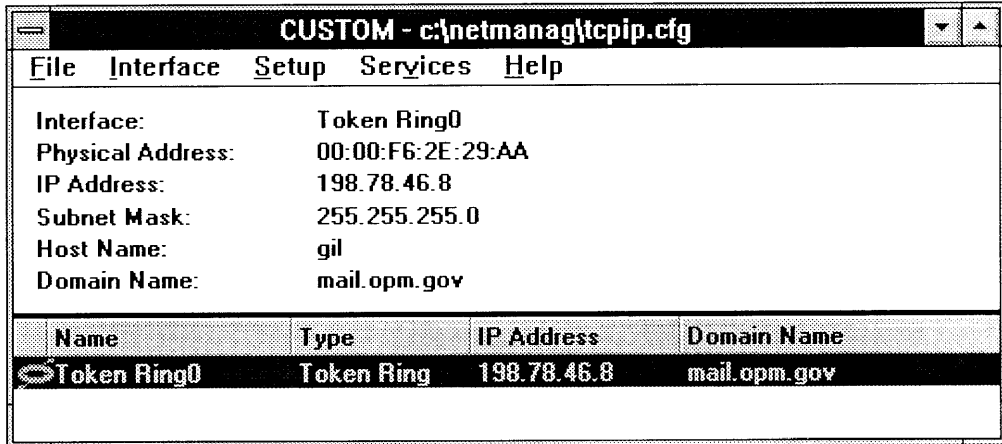 CUSTOM - c:\netmanag\tcpip.cfg
File Interface Setup Services Help
Interface: Token Ring0
Physical Address: 00:00:F6:2E:29:AA
IP Address: 198.78.46.8
Subnet Mask: 255.255.255.0
Host Name: gil
Domain Name: mail.opm.gov
Name Type IP Address Domain Name
Token Ring0 Token Ring 198.78.46.8 mail.opm.gov